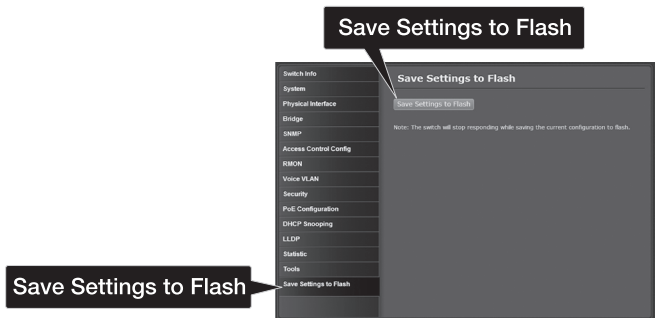 Save Settings to Flash
Switch Info
System
Physical Interface
Bridge
SNMP
Access Control Config
RMON
Voice VLAN
Security
PoE Configuration
DHCP Snooping
LLDP
Statistic
Tools
Save Settings to Flash
Save Settings to Flash
Save Settings to Flash
Note: The switch will stop responding while saving the current configuration to flash.
Save Settings to Flash